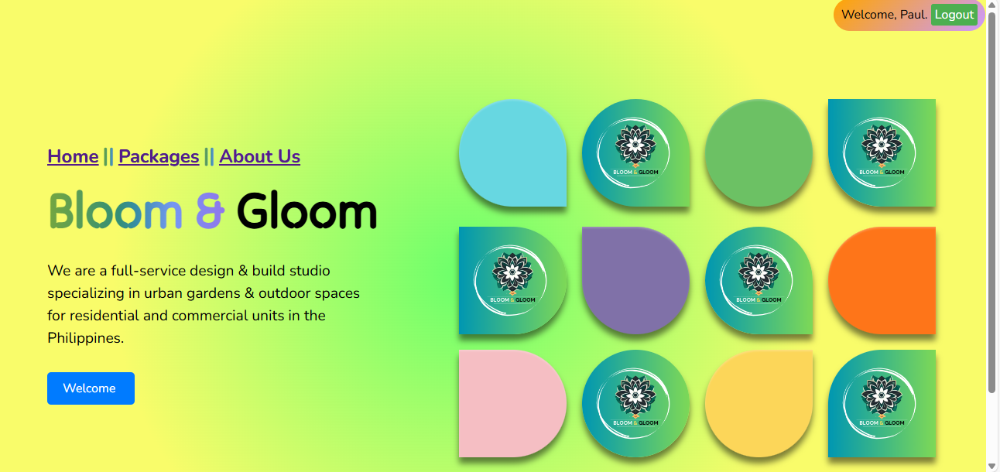 Welcome, Paul. Logout
Home || Packages || About Us
Bloom & Gloom
We are a full-service design & build studio
specializing in urban gardens & outdoor spaces
for residential and commercial units in the
Philippines.
Welcome
BLOOM & GLOOM
BLOOM & GLOOM
BLOOM & GLOOM
BLOOM & GLOOM
BLOOM & GLOOM
BLOOM & GLOOM